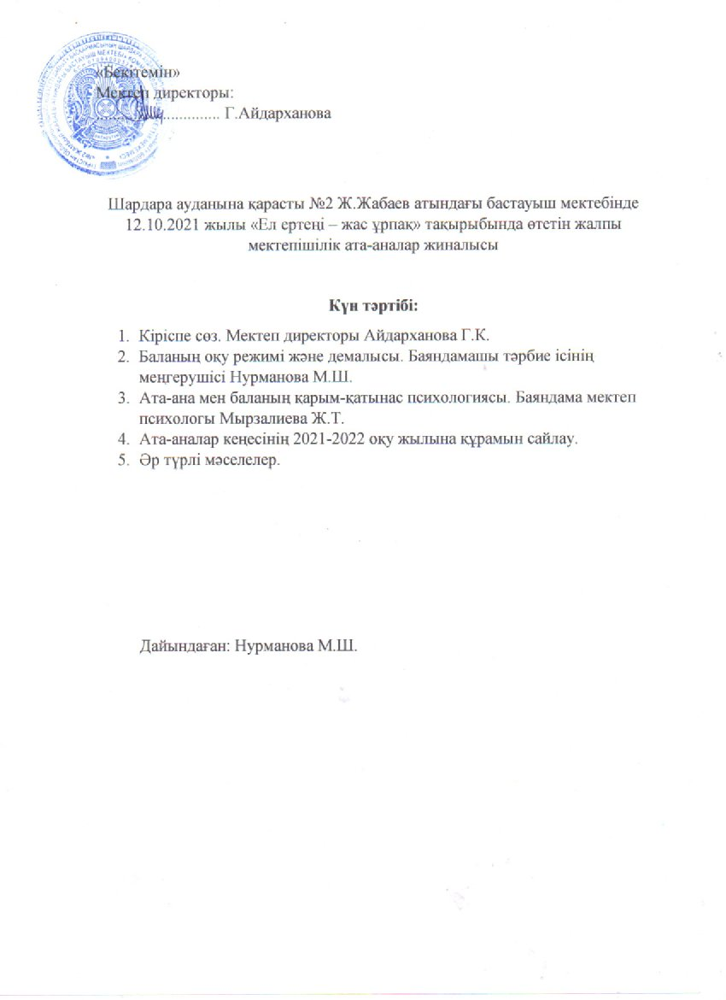 «Бекітемін»
Мектеп директоры:
Г.Айдарханова
Шардара ауданына қарасты №2 Ж.Жабаев атындағы бастауыш мектебінде
12.10.2021 жылы «Ел ертеңі – жас ұрпақ» тақырыбында өтетін жалпы
мектепішілік ата-аналар жиналысы
Күн тәртібі:
1. Кіріспе сөз. Мектеп директоры Айдарханова Г.К.
2. Баланың оқу режимі және демалысы. Баяндамашы тәрбие ісінің
меңгерушісі Нурманова М.Ш.
3. Ата-ана мен баланың қарым-қатынас психологиясы. Баяндама мектеп
психологы Мырзалиева Ж.Т.
4. Ата-аналар кеңесінің 2021-2022 оқу жылына құрамын сайлау.
5. Әр түрлі мәселелер.
Дайындаған: Нурманова М.Ш.